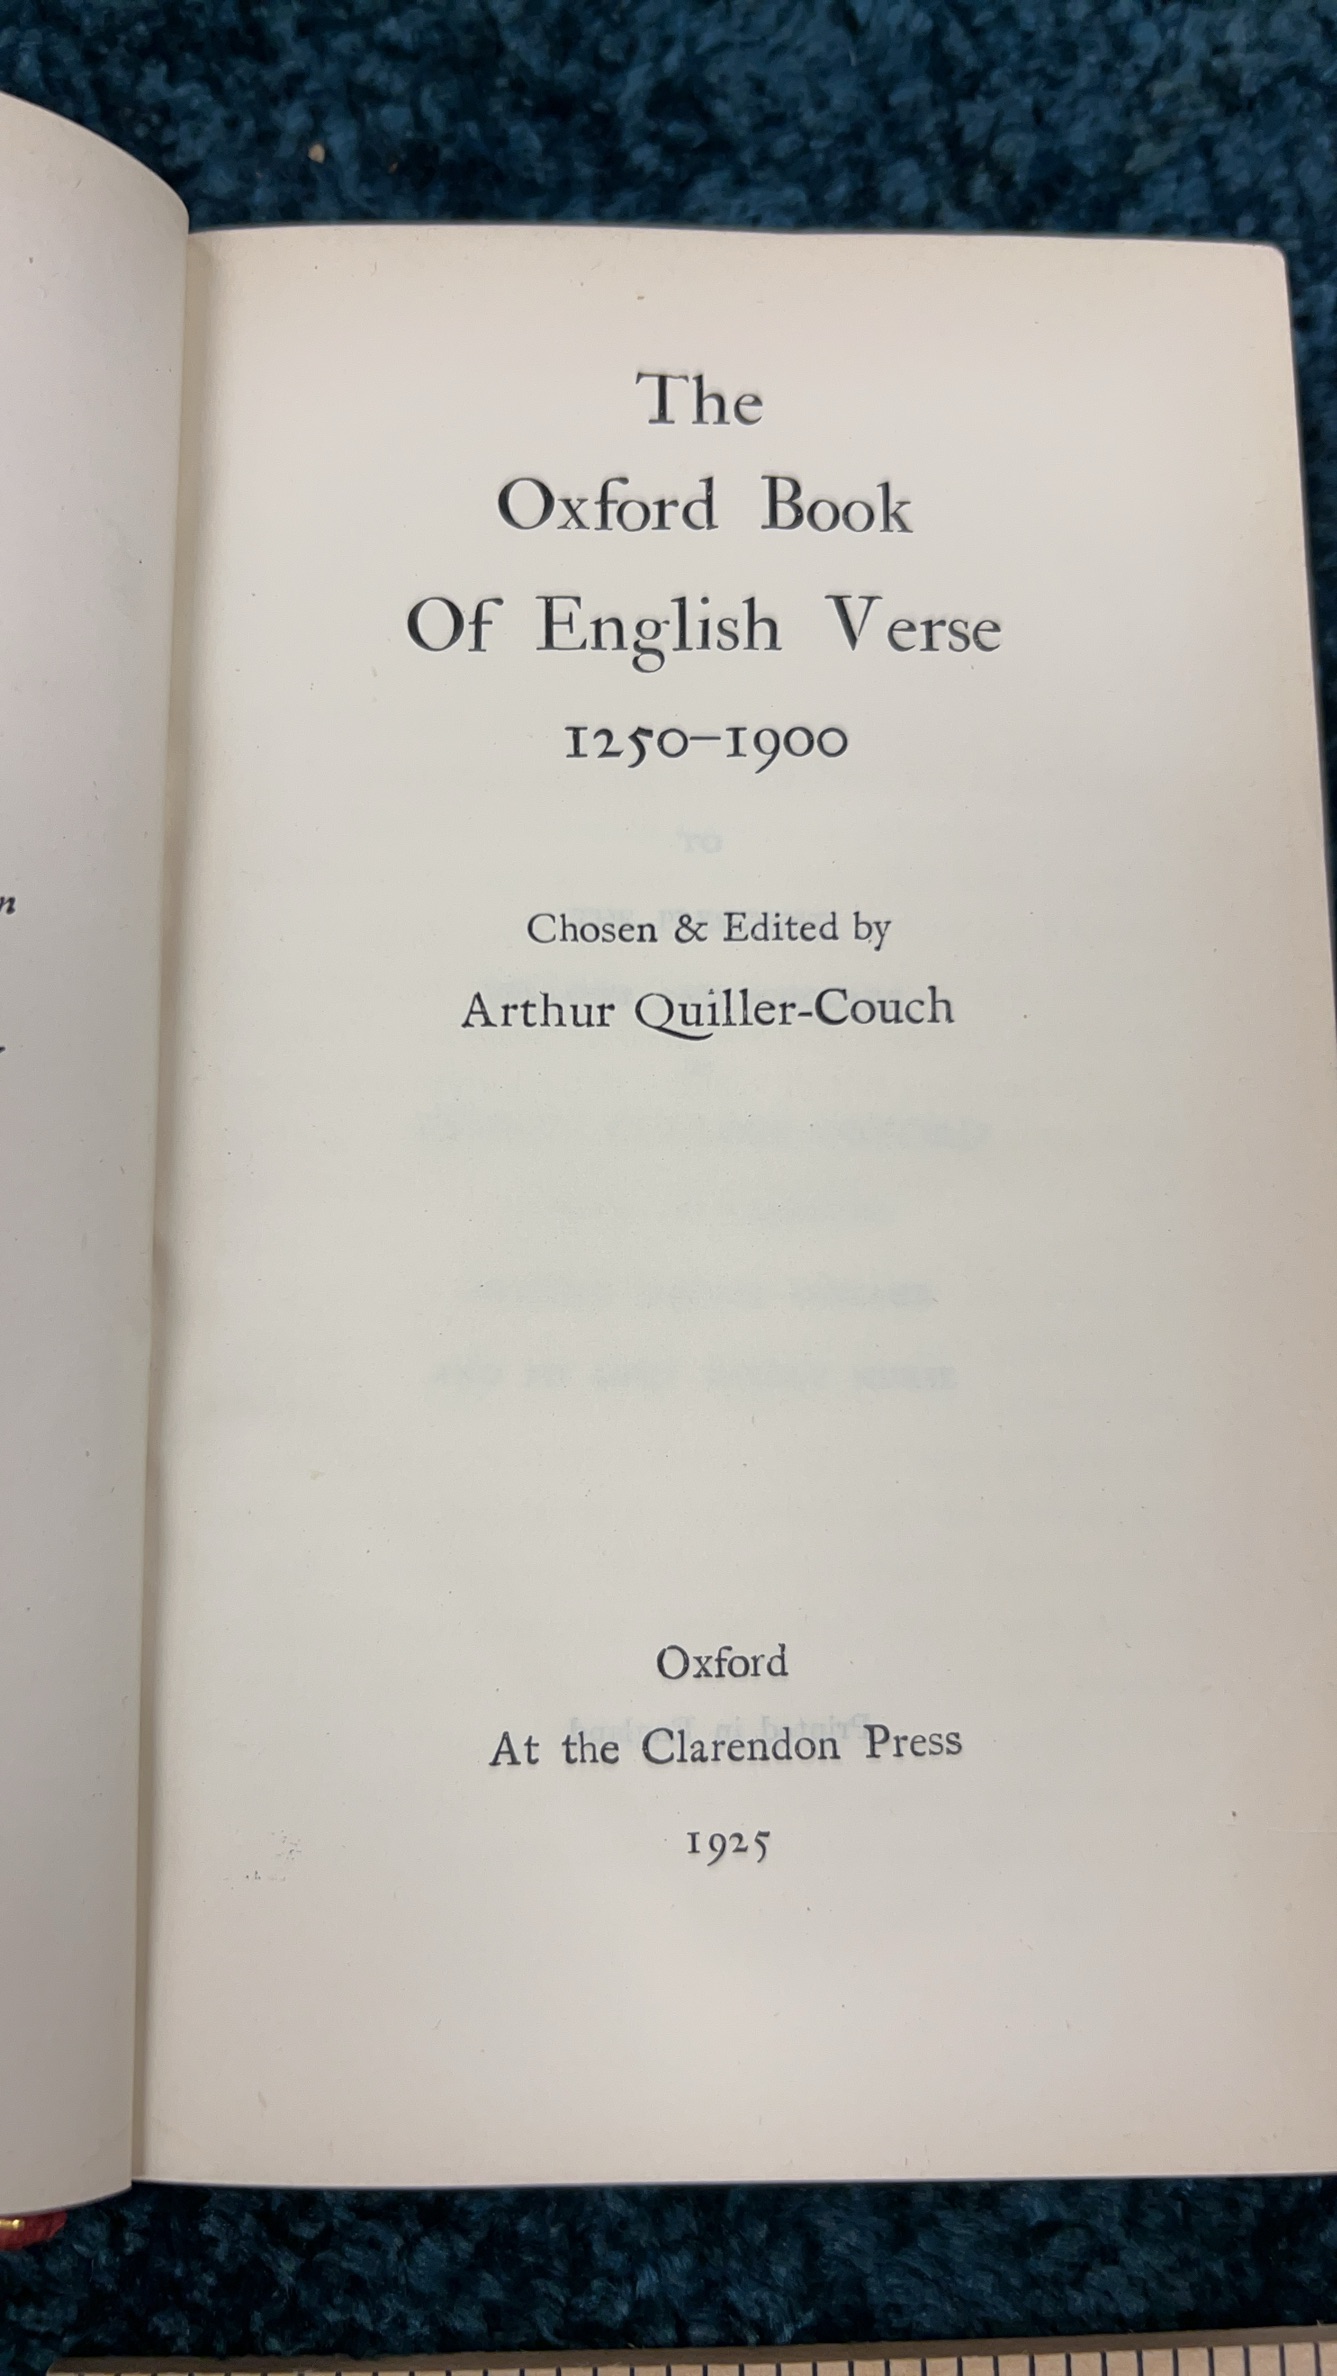 The
Oxford Book
Of English Verse
1250–1900
Chosen & Edited by
Arthur Quiller-Couch
Oxford
At the Clarendon Press
1925